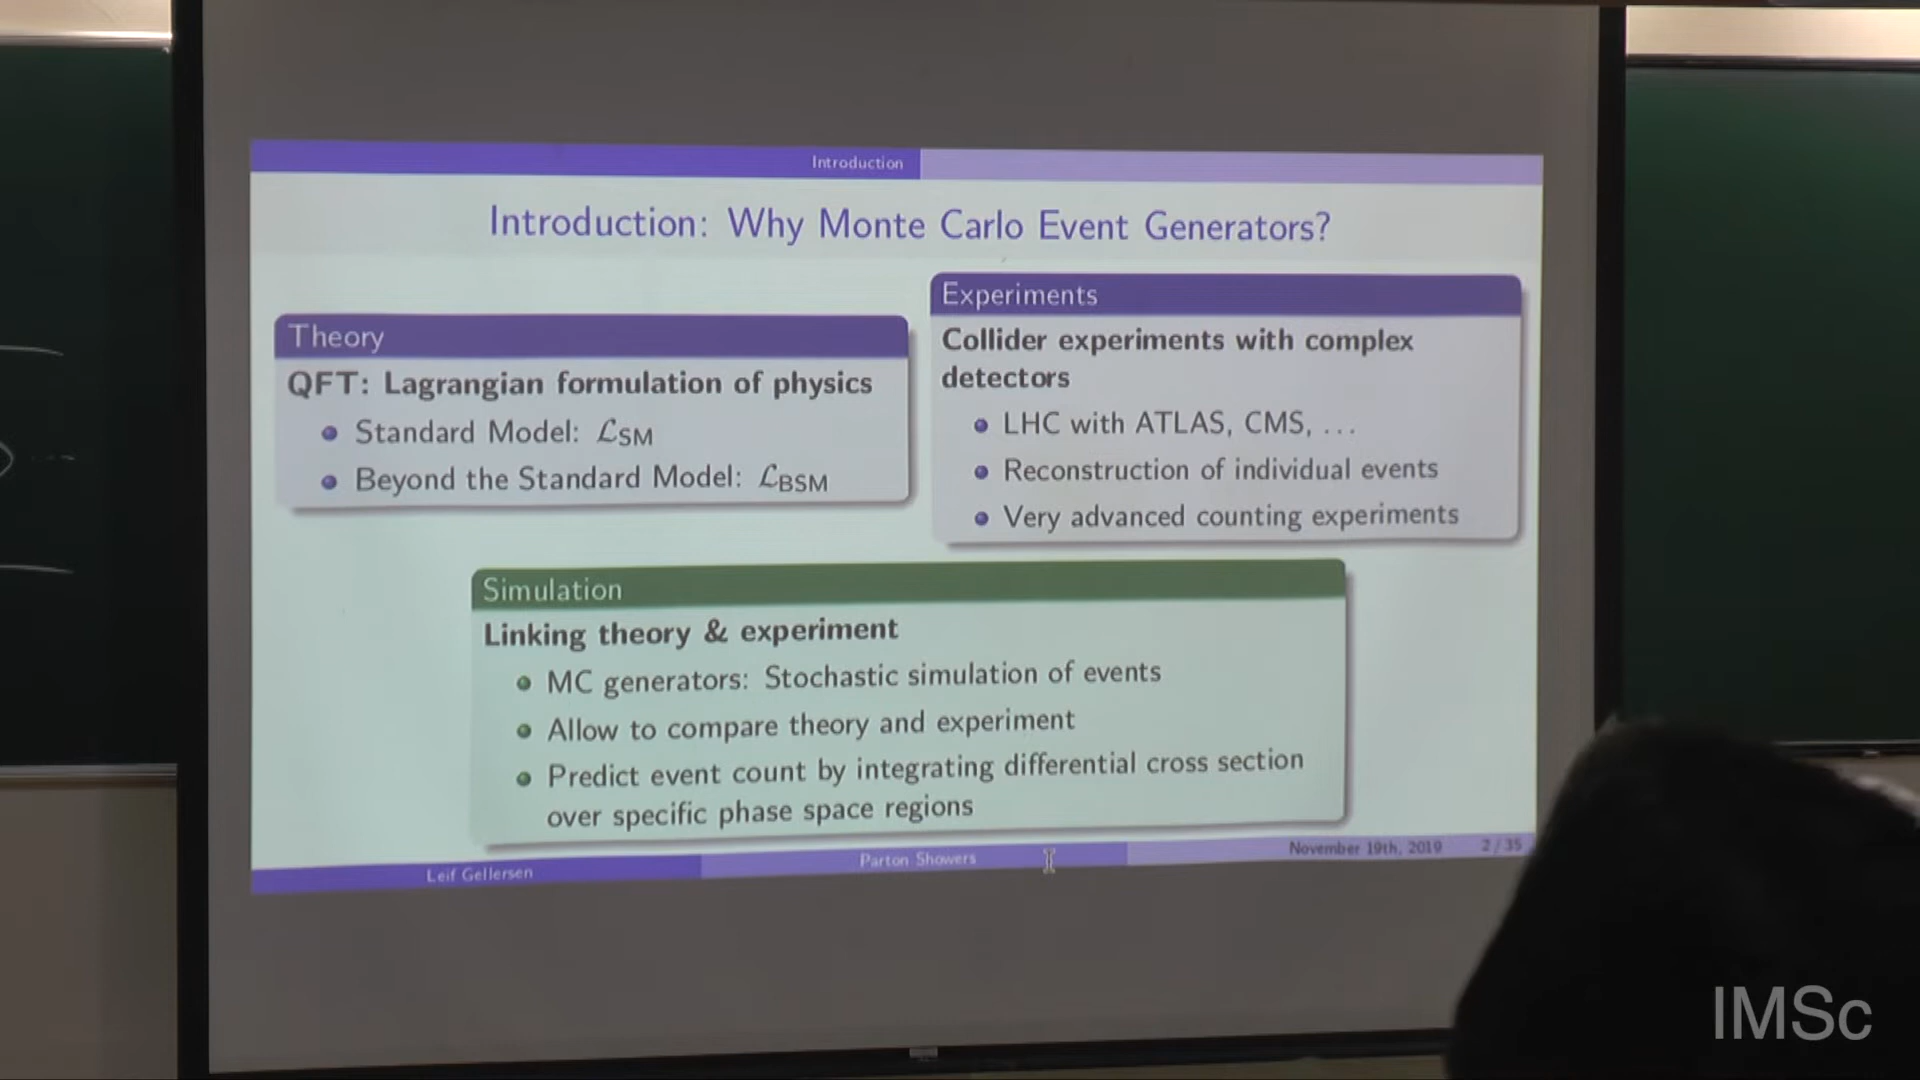 Introduction
Introduction: Why Monte Carlo Event Generators?
Theory
QFT: Lagrangian formulation of physics
Standard Model: ℒSM
Beyond the Standard Model: ℒBSM
Experiments
Collider experiments with complex
detectors
LHC with ATLAS, CMS, ...
Reconstruction of individual events
Very advanced counting experiments
Simulation
Linking theory & experiment
MC generators: Stochastic simulation of events
Allow to compare theory and experiment
Predict event count by integrating differential cross section
over specific phase space regions
Leif Gellersen
Parton Showers
November 19th, 2019
2 / 35
IMSc